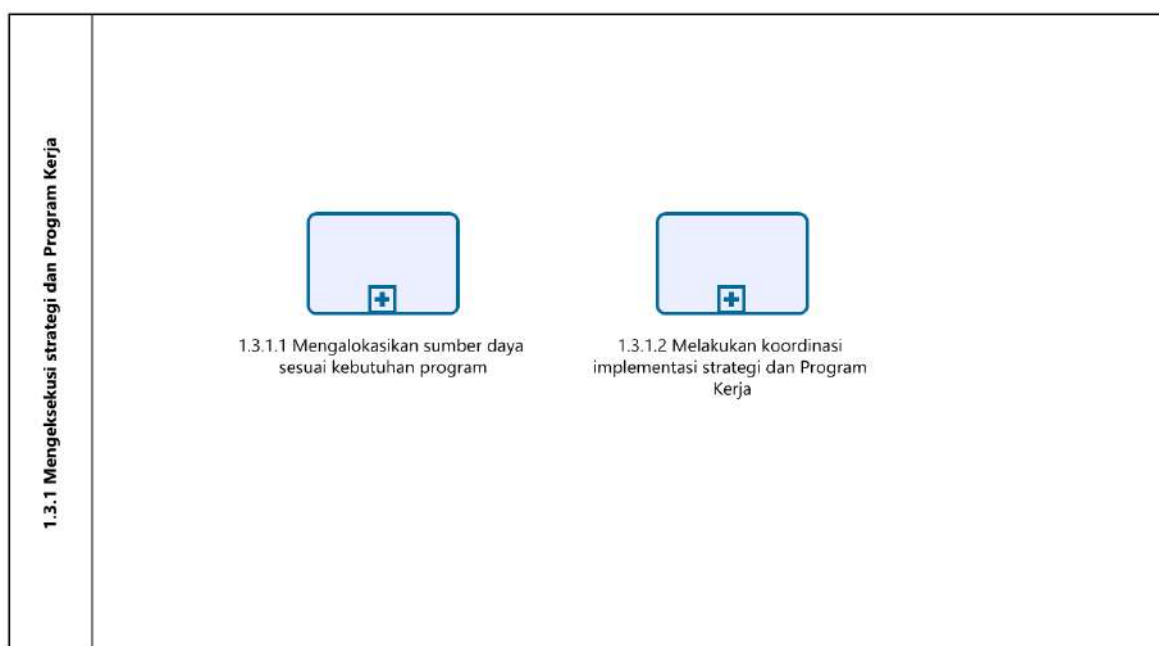 1.3.1 Mengeksekusi strategi dan Program Kerja
1.3.1.1 Mengalokasikan sumber daya
sesuai kebutuhan program
1.3.1.2 Melakukan koordinasi
implementasi strategi dan Program
Kerja